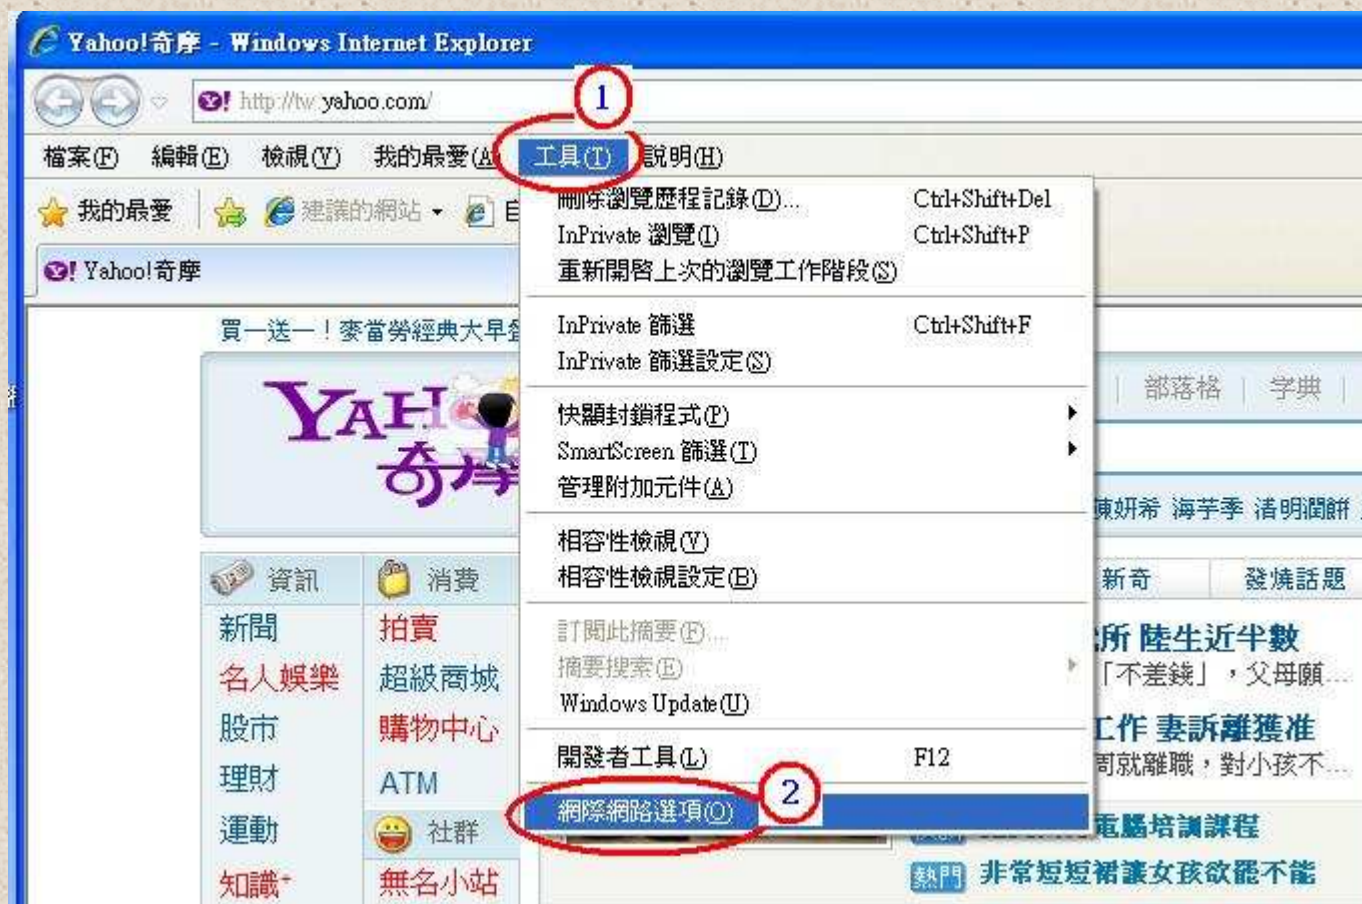 Yahoo!奇摩 - Windows Internet Explorer
http://tw.yahoo.com/
1
檔案(F) 編輯(E) 檢視(V) 我的最愛(A) 工具(T) 說明(H)
我的最愛 建議的網站
Yahoo!奇摩
刪除瀏覽歷程記錄(D)... Ctrl+Shift+Del
InPrivate 瀏覽(I) Ctrl+Shift+P
重新開啓上次的瀏覽工作階段(S)
InPrivate 篩選 Ctrl+Shift+F
InPrivate 篩選設定(S)
快顯封鎖程式(P)
SmartScreen 篩選(T)
管理附加元件(A)
相容性檢視(V)
相容性檢視設定(B)
訂閱此摘要(F)...
摘要搜索(E)
Windows Update(U)
開發者工具(L) F12
網際網路選項(O)
2
買一送一！麥當勞經典大早
YAH
奇摩
部落格 字典
陳妍希 海芋季 清明潤餅
資訊 消費
新聞 拍賣
名人娛樂 超級商城
股市 購物中心
理財 ATM
運動 社群
知識+ 無名小站
新奇 發燒話題
所 陸生近半數
「不差錢」，父母願...
工作 妻訴離獲准
就離職，對小孩不...
電腦培訓課程
熱門 非常短短裙讓女孩欲罷不能